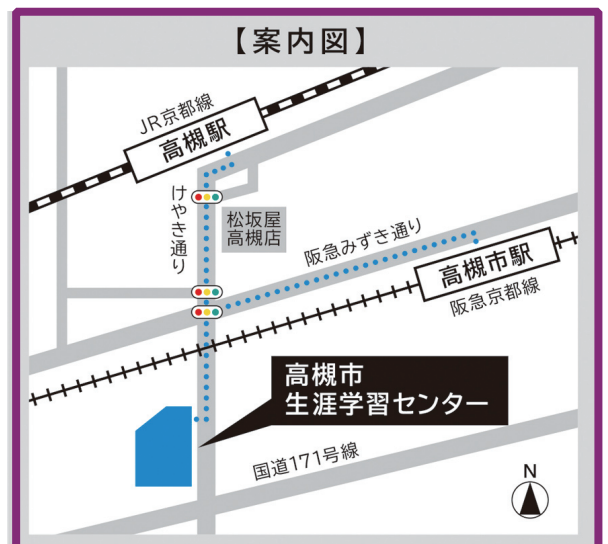 【案内図】
JR京都線
高槻駅
けやき通り
松坂屋
高槻店
阪急みずき通り
高槻市駅
阪急京都線
高槻市
生涯学習センター
国道171号線
N